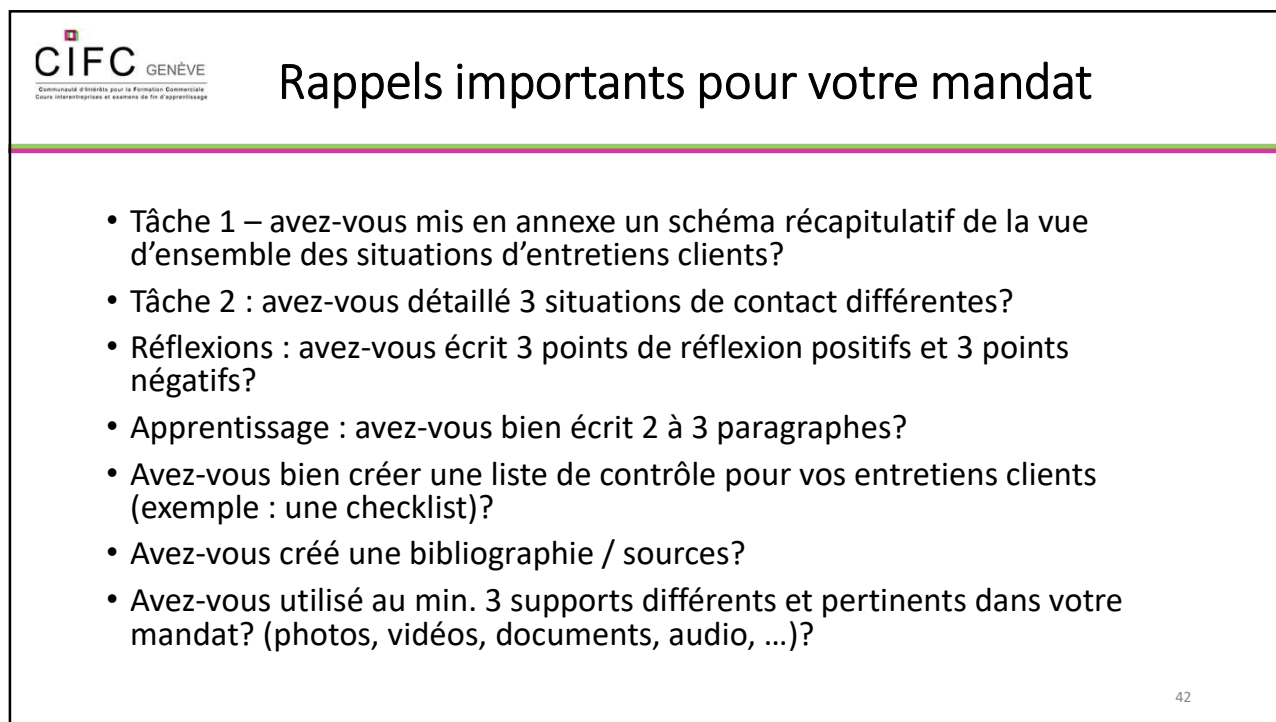 CIFC GENÈVE
Communauté d'Intérêts pour la Formation Commerciale
Cours interentreprises et examens de fin d'apprentissage
Rappels importants pour votre mandat
• Tâche 1 – avez-vous mis en annexe un schéma récapitulatif de la vue
d'ensemble des situations d'entretiens clients?
• Tâche 2 : avez-vous détaillé 3 situations de contact différentes?
• Réflexions : avez-vous écrit 3 points de réflexion positifs et 3 points
négatifs?
• Apprentissage : avez-vous bien écrit 2 à 3 paragraphes?
• Avez-vous bien créer une liste de contrôle pour vos entretiens clients
(exemple : une checklist)?
• Avez-vous créé une bibliographie / sources?
• Avez-vous utilisé au min. 3 supports différents et pertinents dans votre
mandat? (photos, vidéos, documents, audio, …)?
42